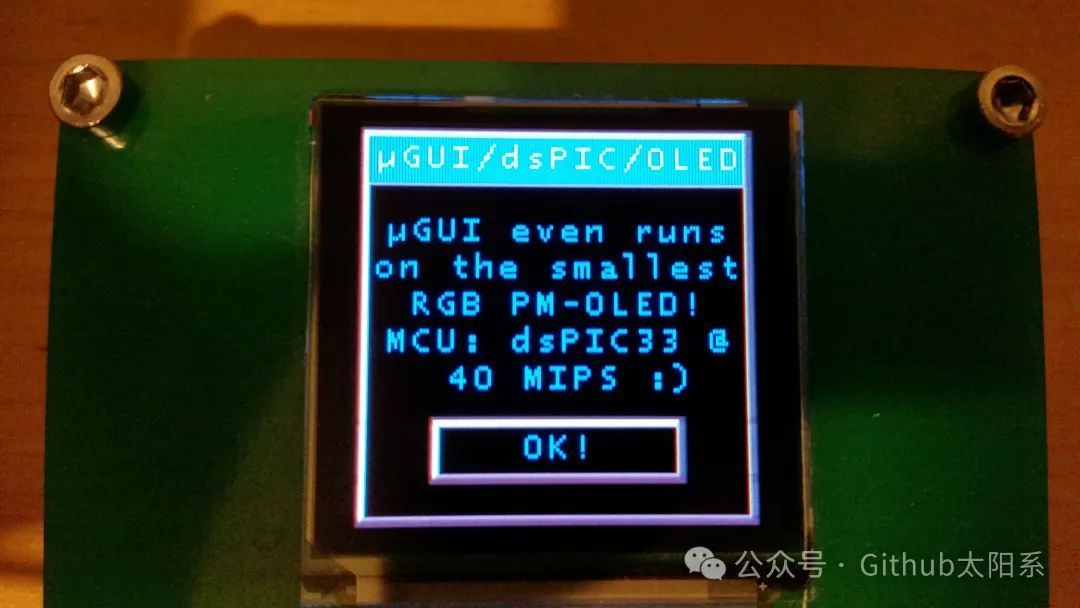 µGUI/dsPIC/OLED
µGUI even runs
on the smallest
RGB PM-OLED!
MCU: dsPIC33 @
40 MIPS :)
OK!
公众号 · Github太阳系